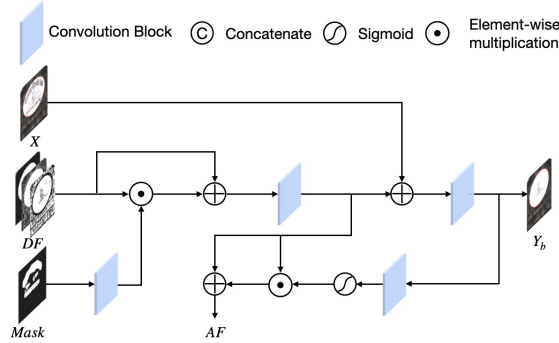 Convolution Block
C
Concatenate
Sigmoid
Element-wise
multiplication
X
DF
Mask
AF
Y_b